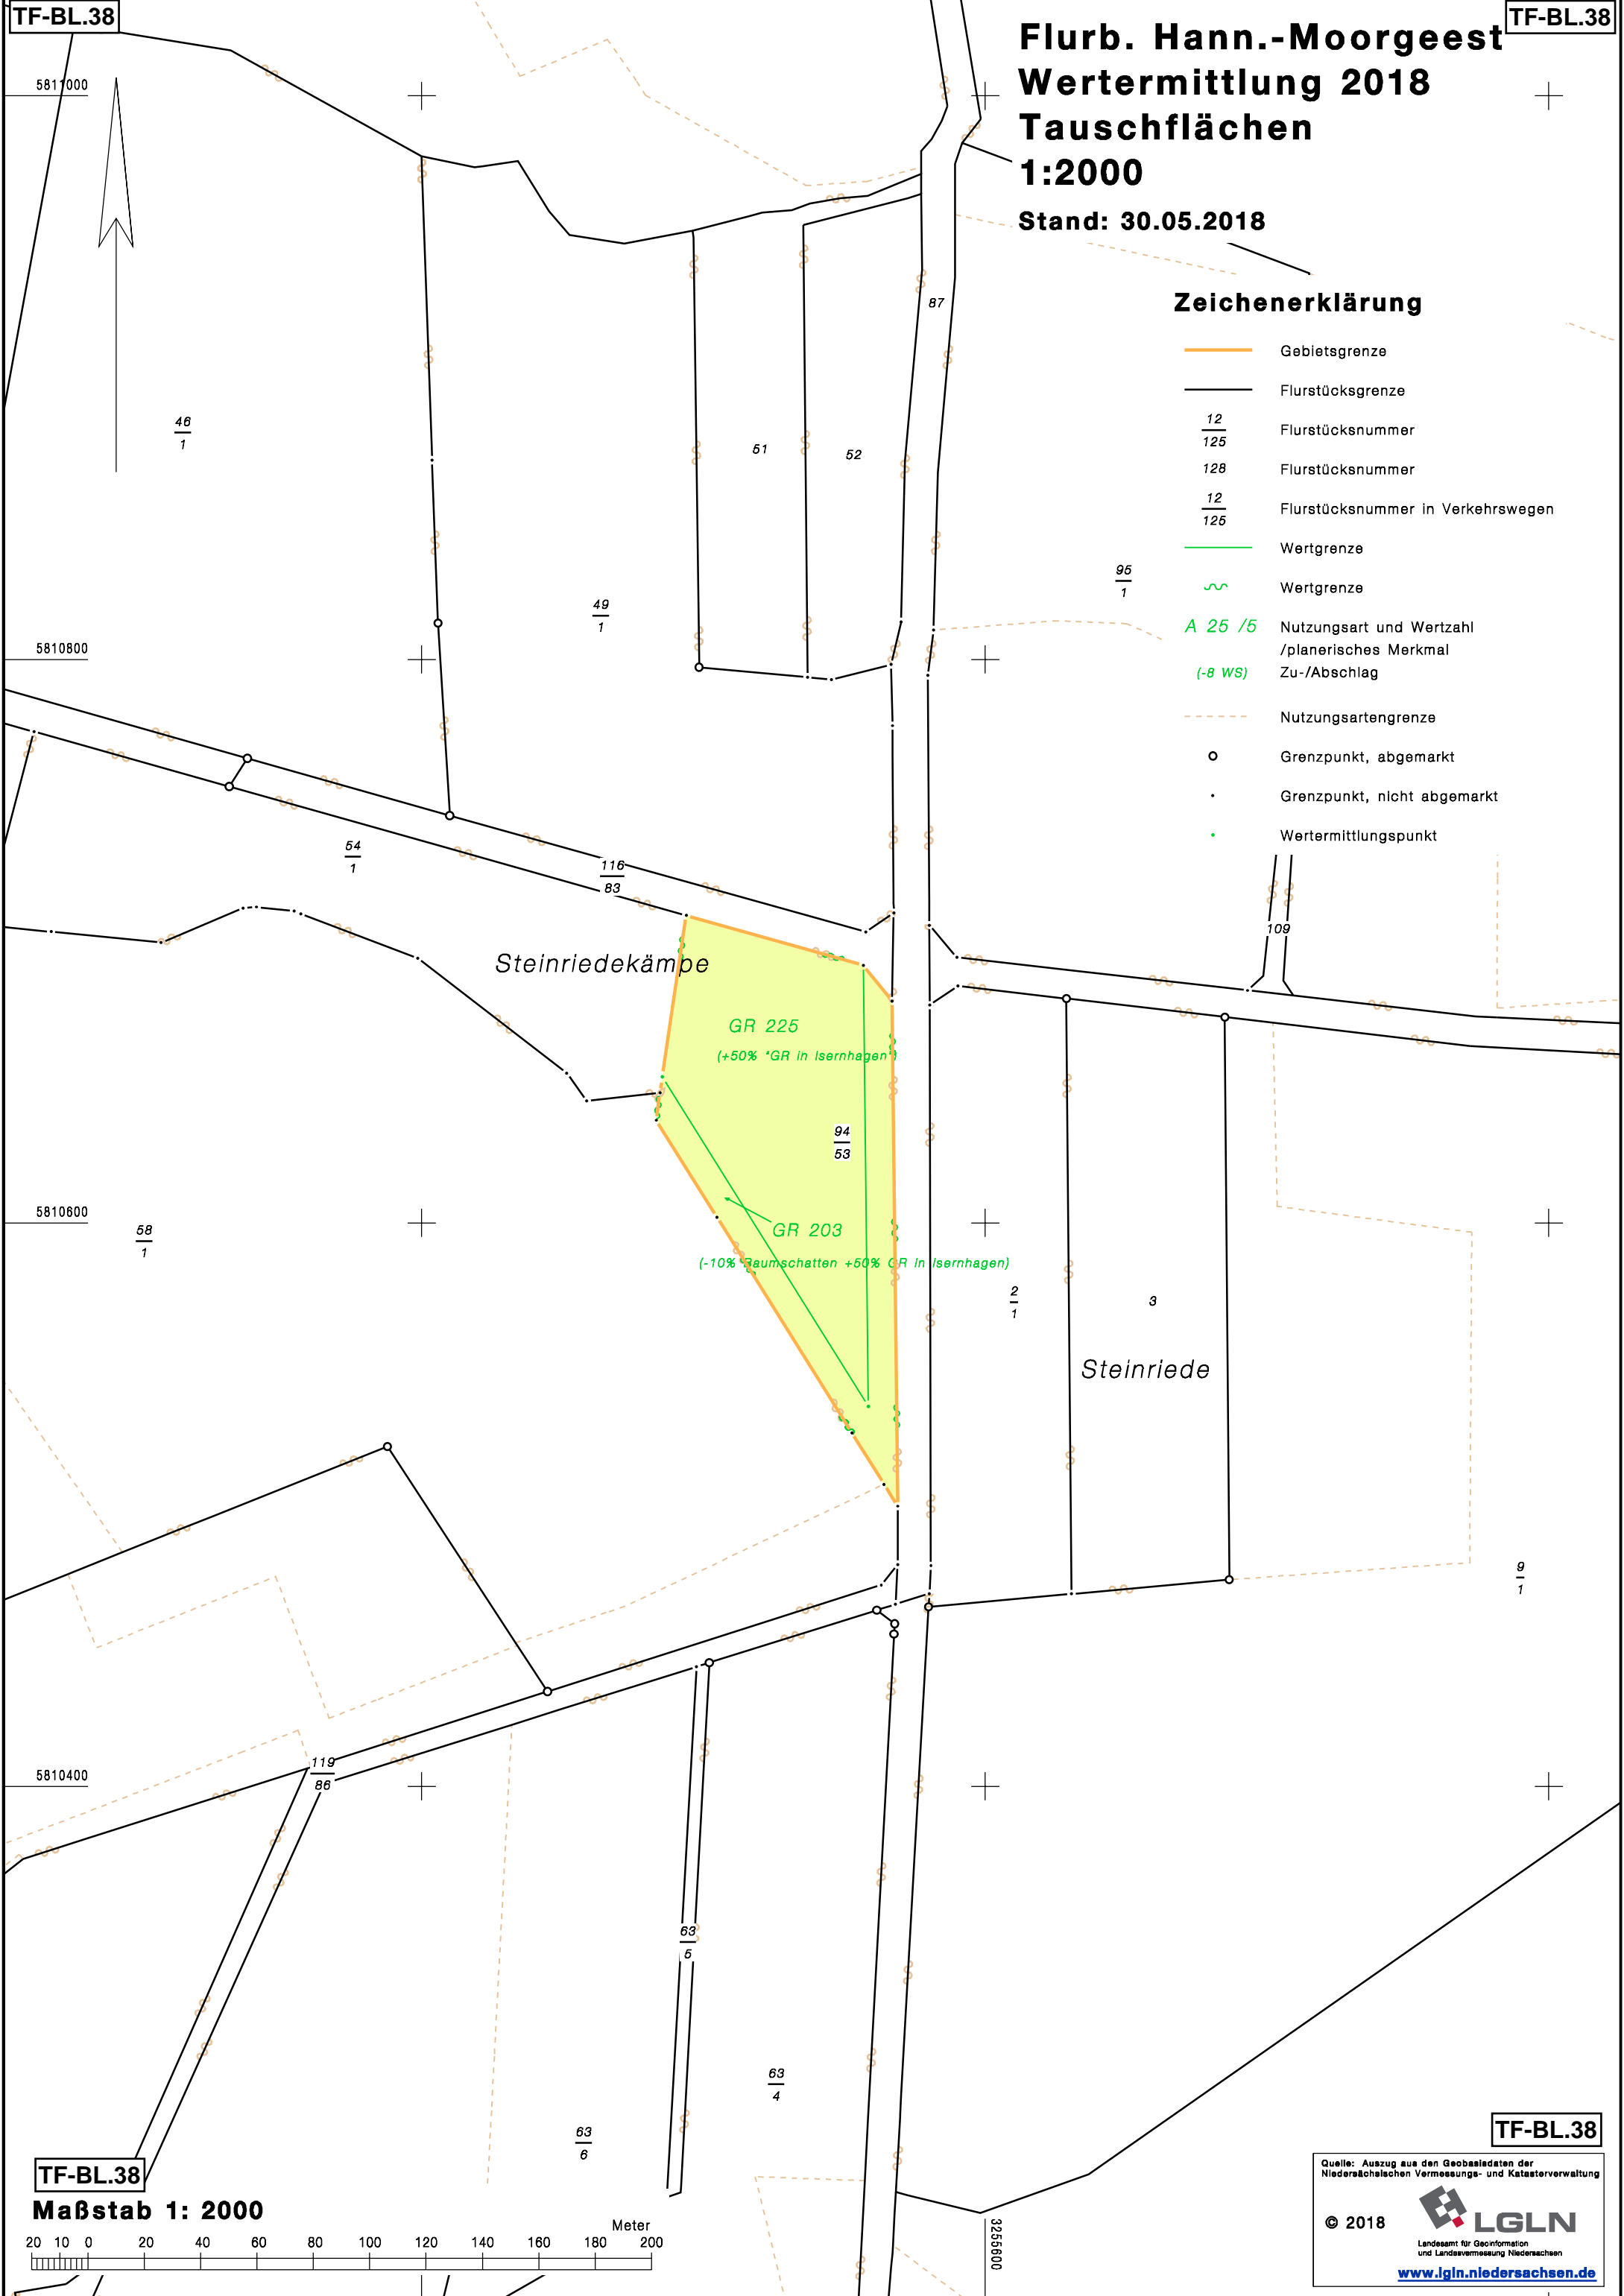 TF-BL.38
TF-BL.38
Flurb. Hann.-Moorgeest
Wertermittlung 2018
Tauschflächen
1:2000
Stand: 30.05.2018
5811000
87
Zeichenerklärung
Gebietsgrenze
Flurstücksgrenze
12
125
Flurstücksnummer
128
Flurstücksnummer
12
125
Flurstücksnummer in Verkehrswegen
Wertgrenze
Wertgrenze
A 25 /5
Nutzungsart und Wertzahl
/planerisches Merkmal
(-8 WS)
Zu-/Abschlag
Nutzungsartengrenze
Grenzpunkt, abgemarkt
Grenzpunkt, nicht abgemarkt
Wertermittlungspunkt
46
1
51
52
95
1
49
1
5810800
54
1
116
83
109
Steinriedekämpe
GR 225
(+50% "GR in Isernhagen")
94
53
5810600
58
1
GR 203
(-10% Baumschatten +50% GR in Isernhagen)
2
1
3
Steinriede
9
1
119
86
5810400
63
5
63
4
63
6
TF-BL.38
TF-BL.38
Maßstab 1: 2000
Meter
20 10 0 20 40 60 80 100 120 140 160 180 200
3255600
Quelle: Auszug aus den Geobasisdaten der
Niedersächsischen Vermessungs- und Katasterverwaltung
© 2018
LGLN
Landesamt für Geoinformation
und Landesvermessung Niedersachsen
www.lgln.niedersachsen.de